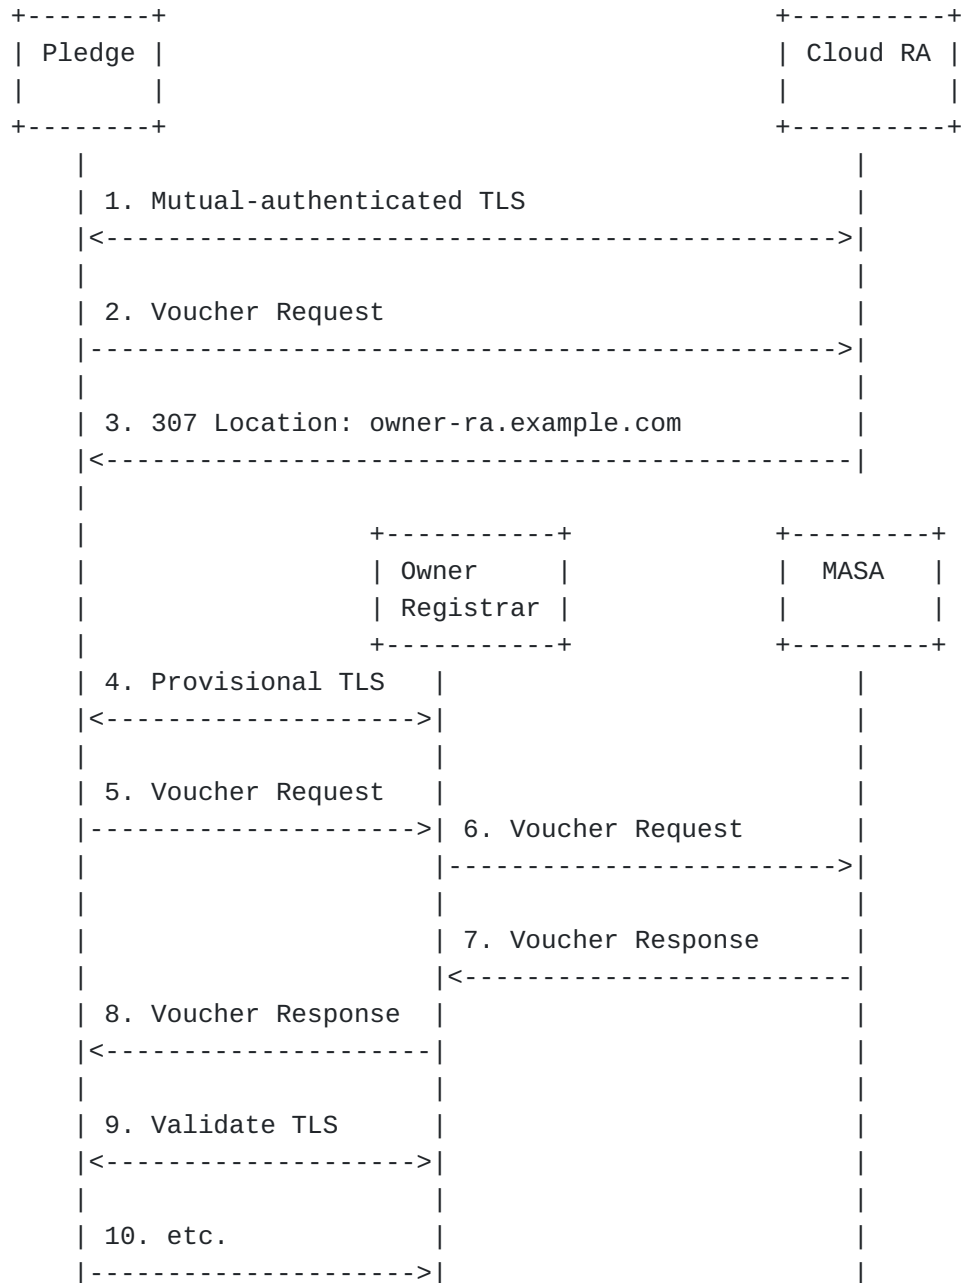 Pledge Cloud RA
1. Mutual-authenticated TLS
2. Voucher Request
3. 307 Location: owner-ra.example.com
Owner MASA
Registrar
4. Provisional TLS
5. Voucher Request
6. Voucher Request
7. Voucher Response
8. Voucher Response
9. Validate TLS
10. etc.